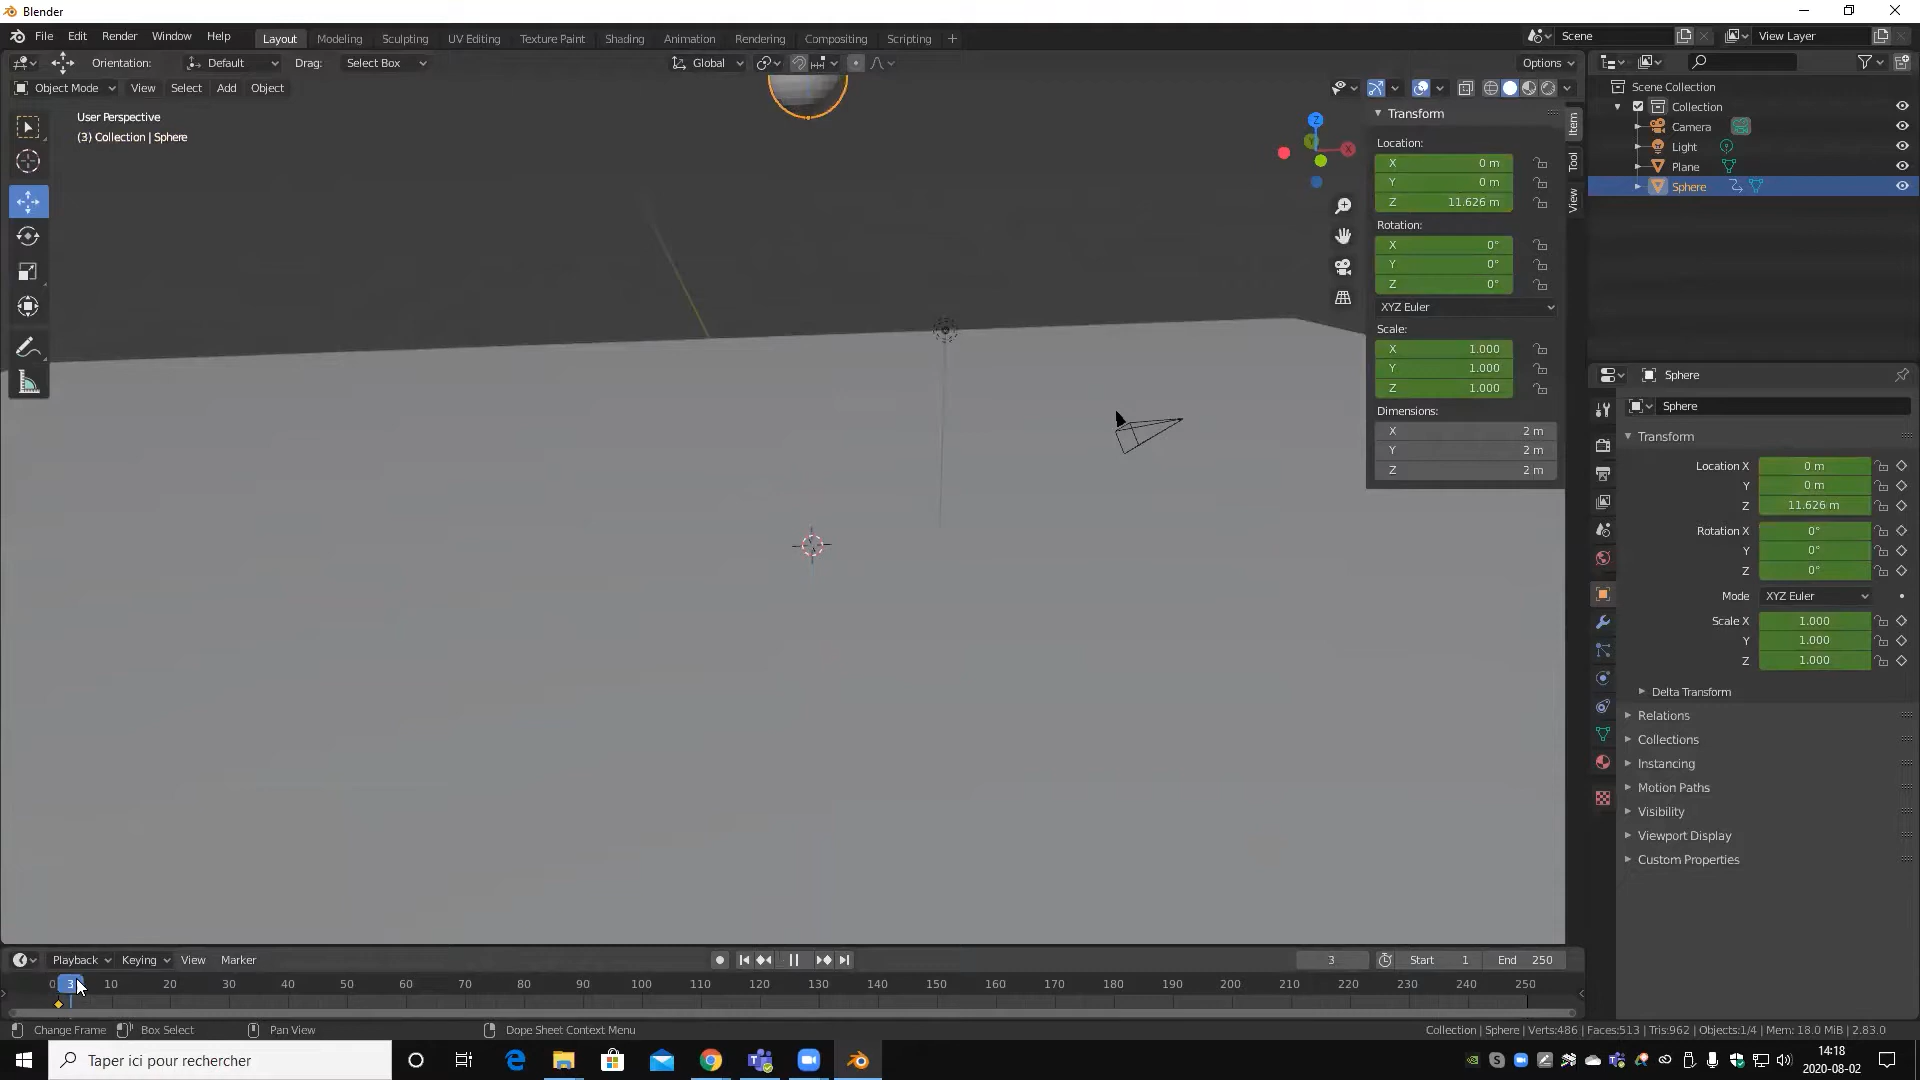 Blender
File Edit Render Window Help Layout Modeling Sculpting UV Editing Texture Paint Shading Animation Rendering Compositing Scripting + Scene View Layer
Orientation: Default Drag: Select Box Global Options
Object Mode View Select Add Object
User Perspective
(3) Collection | Sphere
Z
Y
X
Transform
Location:
X 0 m
Y 0 m
Z 11.626 m
Rotation:
X 0°
Y 0°
Z 0°
XYZ Euler
Scale:
X 1.000
Y 1.000
Z 1.000
Dimensions:
X 2 m
Y 2 m
Z 2 m
Item
Tool
View
Scene Collection
Collection
Camera
Light
Plane
Sphere
Sphere
Sphere
Transform
Location X 0 m
Y 0 m
Z 11.626 m
Rotation X 0°
Y 0°
Z 0°
Mode XYZ Euler
Scale X 1.000
Y 1.000
Z 1.000
Delta Transform
Relations
Collections
Instancing
Motion Paths
Visibility
Viewport Display
Custom Properties
Playback Keying View Marker 3 Start 1 End 250
0 3 10 20 30 40 50 60 70 80 90 100 110 120 130 140 150 160 170 180 190 200 210 220 230 240 250
Change Frame Box Select Pan View Dope Sheet Context Menu Collection | Sphere | Verts:486 | Faces:513 | Tris:962 | Objects:1/4 | Mem: 18.0 MiB | 2.83.0
Taper ici pour rechercher
14:18
2020-08-02